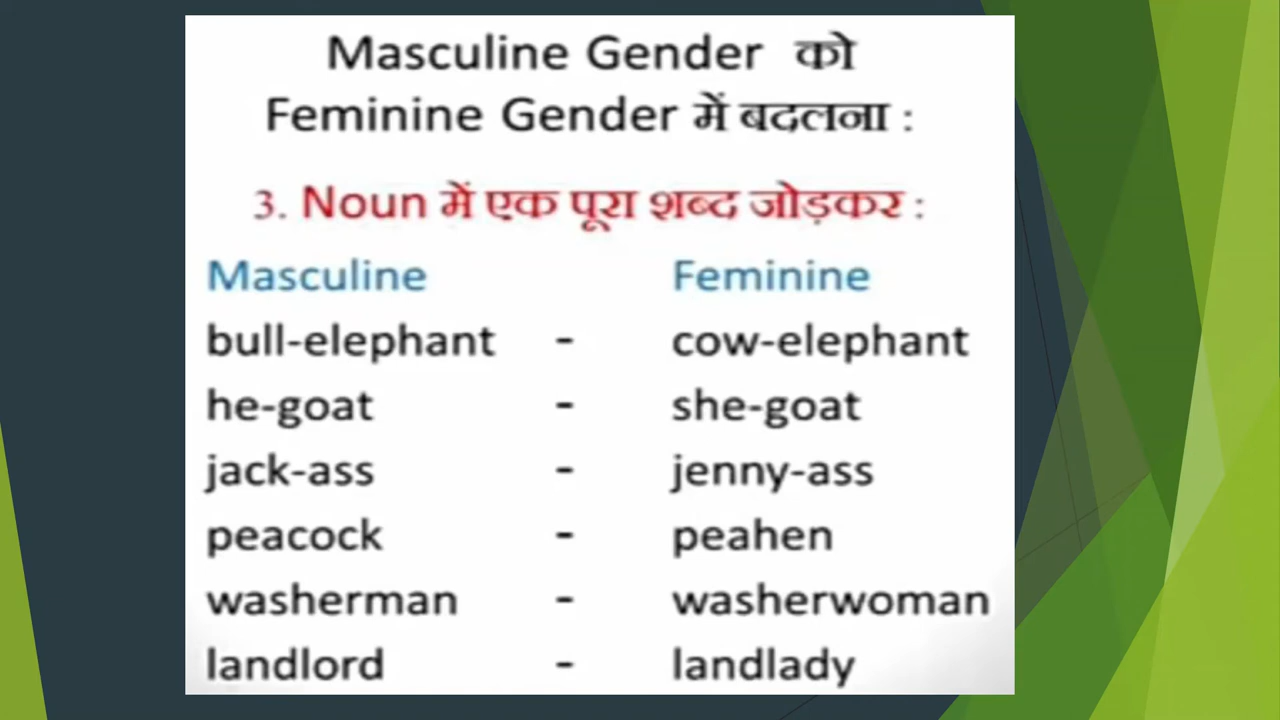 Masculine Gender को
Feminine Gender में बदलना :
3. Noun में एक पूरा शब्द जोड़कर :
Masculine Feminine
bull-elephant - cow-elephant
he-goat - she-goat
jack-ass - jenny-ass
peacock - peahen
washerman - washerwoman
landlord - landlady